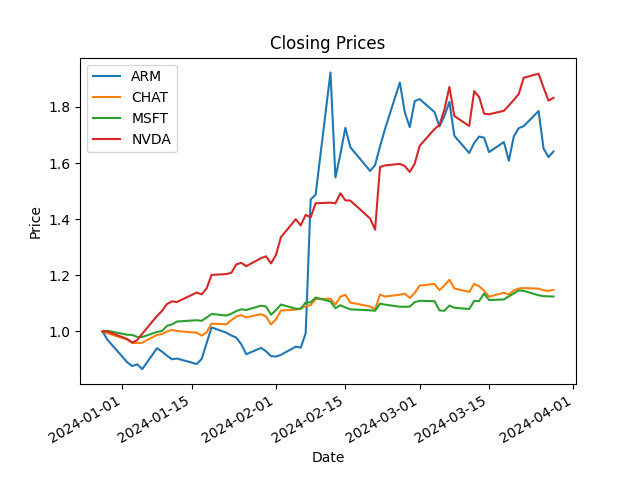 Closing Prices
ARM
CHAT
MSFT
NVDA
Price
1.8
1.6
1.4
1.2
1.0
2024-01-01
2024-01-15
2024-02-01
2024-02-15
2024-03-01
2024-03-15
2024-04-01
Date